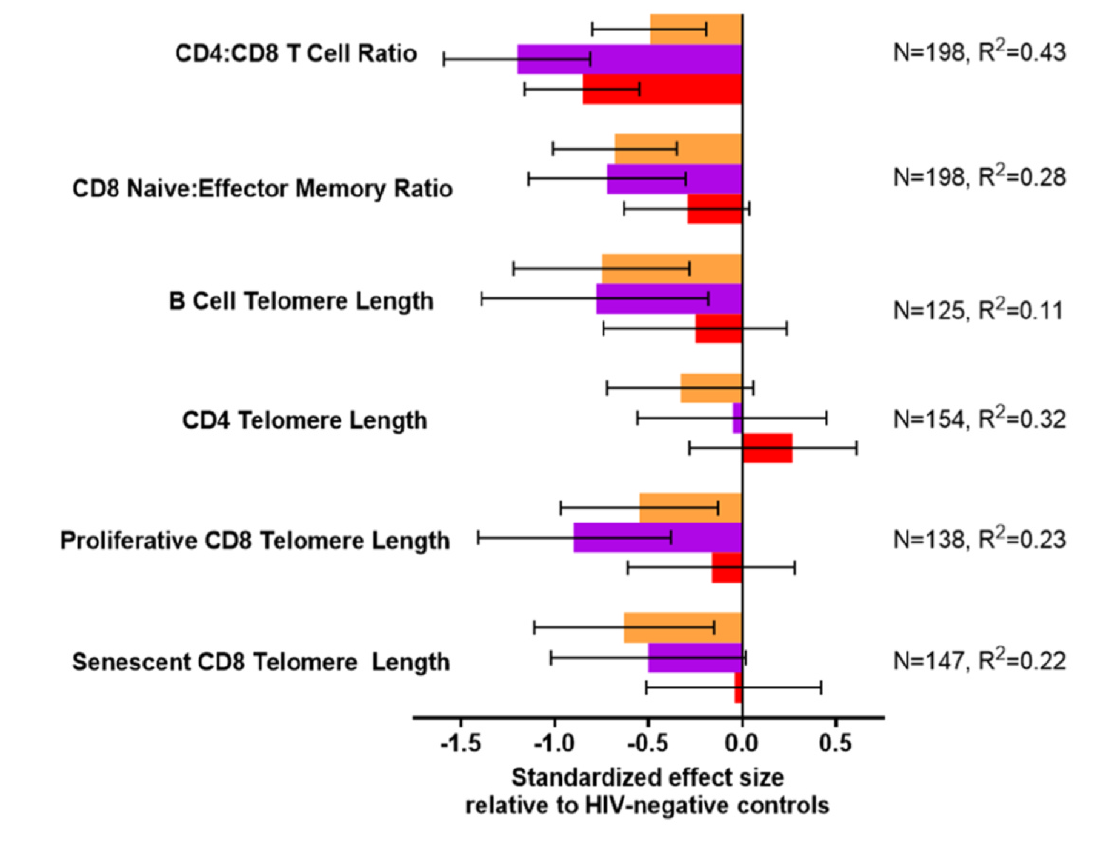 CD4:CD8 T Cell Ratio
N=198, R²=0.43
CD8 Naive:Effector Memory Ratio
N=198, R²=0.28
B Cell Telomere Length
N=125, R²=0.11
CD4 Telomere Length
N=154, R²=0.32
Proliferative CD8 Telomere Length
N=138, R²=0.23
Senescent CD8 Telomere Length
N=147, R²=0.22
-1.5 -1.0 -0.5 0.0 0.5
Standardized effect size
relative to HIV-negative controls